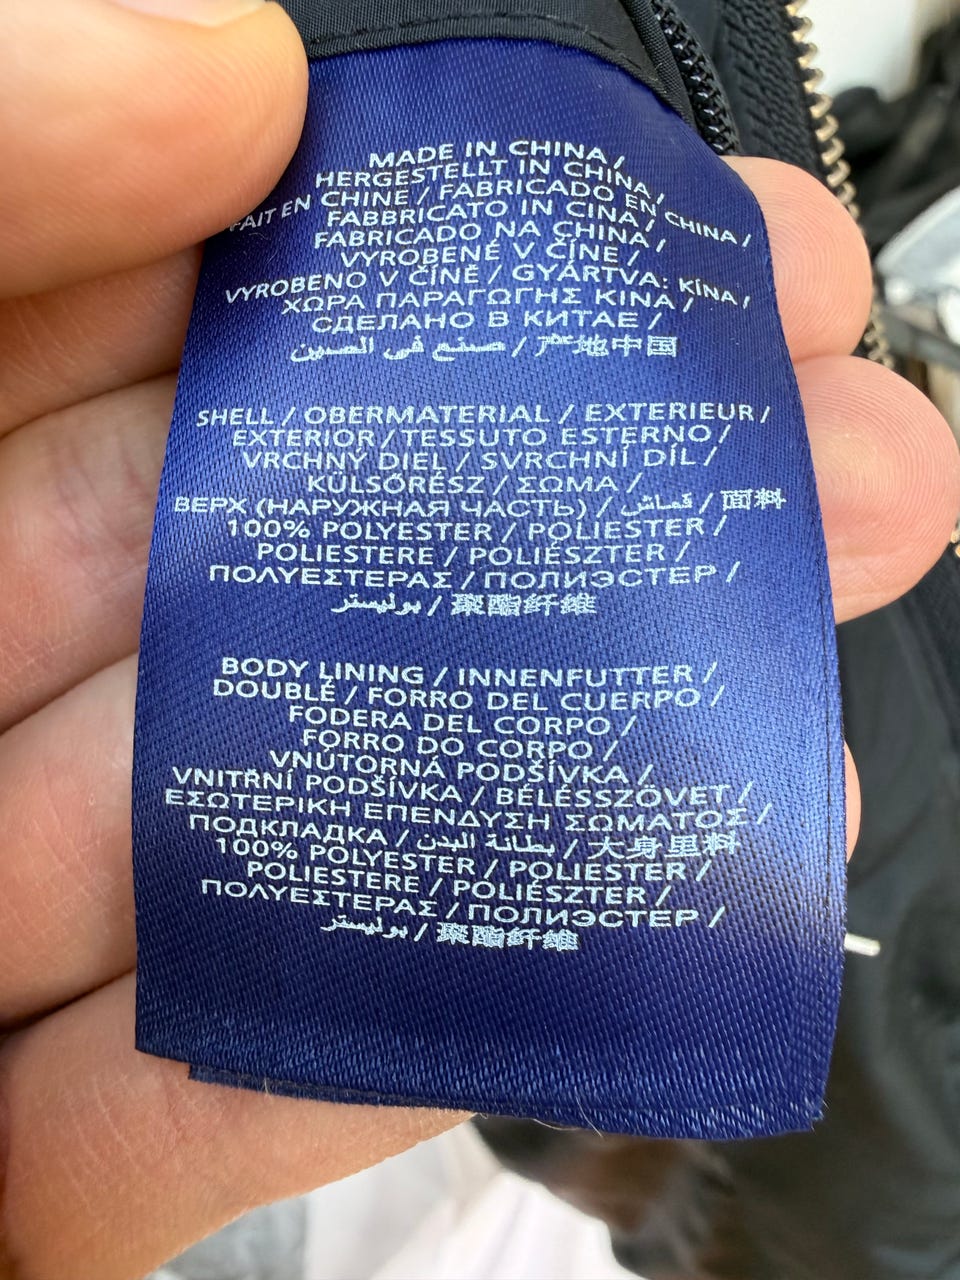 MADE IN CHINA /
HERGESTELLT IN CHINA /
FAIT EN CHINE / FABRICADO EN CHINA /
FABBRICATO IN CINA /
FABRICADO NA CHINA /
VYROBENÉ V ČÍNE /
VYROBENO V ČÍNĚ / GYÁRTVA: KÍNA /
ΧΩΡΑ ΠΑΡΑΓΩΓΗΣ ΚΙΝΑ /
СДЕЛАНО В КИТАЕ /
صنع في الصين / 产地中国
SHELL / OBERMATERIAL / EXTERIEUR /
EXTERIOR / TESSUTO ESTERNO /
VRCHNÝ DIEL / SVRCHNÍ DÍL /
KÜLSŐRÉSZ / ΣΩΜΑ /
ВЕРХ (НАРУЖНАЯ ЧАСТЬ) / قماش / 面料
100% POLYESTER / POLIESTER /
POLIESTERE / POLIÉSZTER /
ΠΟΛΥΕΣΤΕΡΑΣ / ПОЛИЭСТЕР /
بوليستر / 聚酯纤维
BODY LINING / INNENFUTTER /
DOUBLÉ / FORRO DEL CUERPO /
FODERA DEL CORPO /
FORRO DO CORPO /
VNÚTORNÁ PODŠÍVKA /
VNITŘNÍ PODŠÍVKA / BÉLÉSSZÖVET /
ΕΣΩΤΕΡΙΚΗ ΕΠΕΝΔΥΣΗ ΣΩΜΑΤΟΣ /
ПОДКЛАДКА / بطانة البدن / 大身里料
100% POLYESTER / POLIESTER /
POLIESTERE / POLIÉSZTER /
ΠΟΛΥΕΣΤΕΡΑΣ / ПОЛИЭСТЕР /
بوليستر / 聚酯纤维